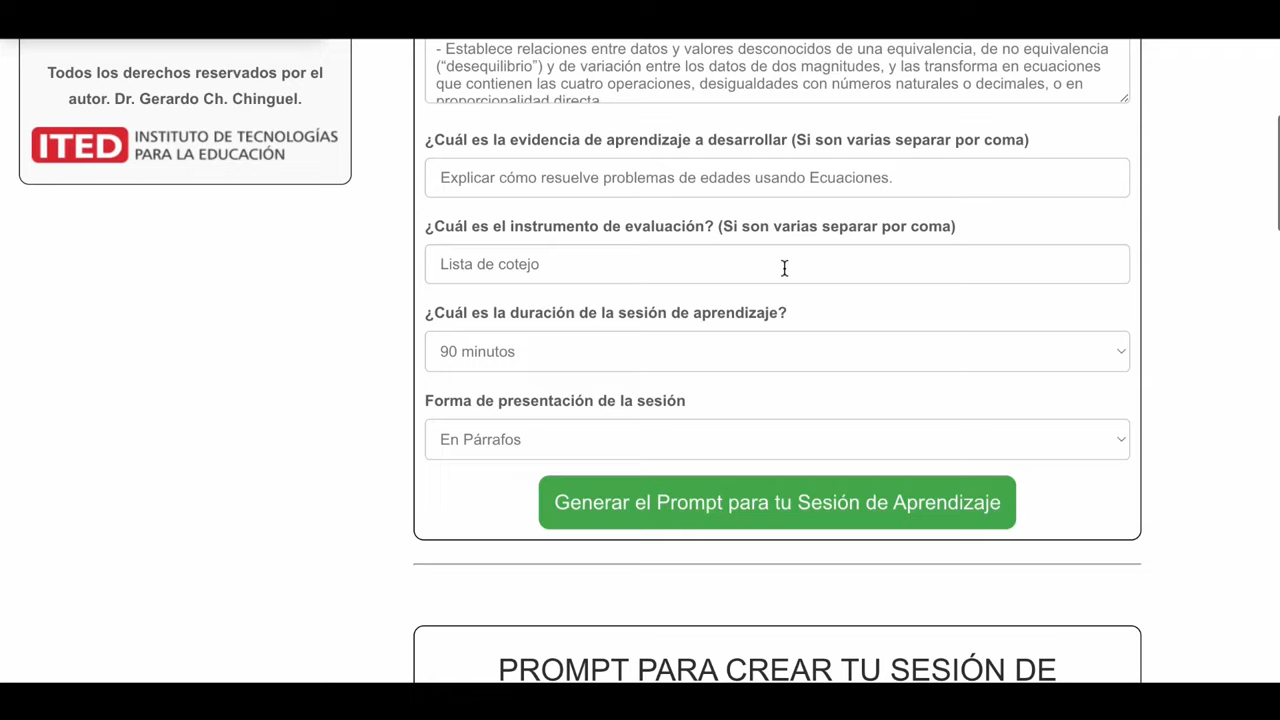 Todos los derechos reservados por el
autor. Dr. Gerardo Ch. Chinguel.
ITED INSTITUTO DE TECNOLOGÍAS
PARA LA EDUCACIÓN
- Establece relaciones entre datos y valores desconocidos de una equivalencia, de no equivalencia
(“desequilibrio”) y de variación entre los datos de dos magnitudes, y las transforma en ecuaciones
que contienen las cuatro operaciones, desigualdades con números naturales o decimales, o en
proporcionalidad directa
¿Cuál es la evidencia de aprendizaje a desarrollar (Si son varias separar por coma)
Explicar cómo resuelve problemas de edades usando Ecuaciones.
¿Cuál es el instrumento de evaluación? (Si son varias separar por coma)
Lista de cotejo
¿Cuál es la duración de la sesión de aprendizaje?
90 minutos
Forma de presentación de la sesión
En Párrafos
Generar el Prompt para tu Sesión de Aprendizaje
PROMPT PARA CREAR TU SESIÓN DE